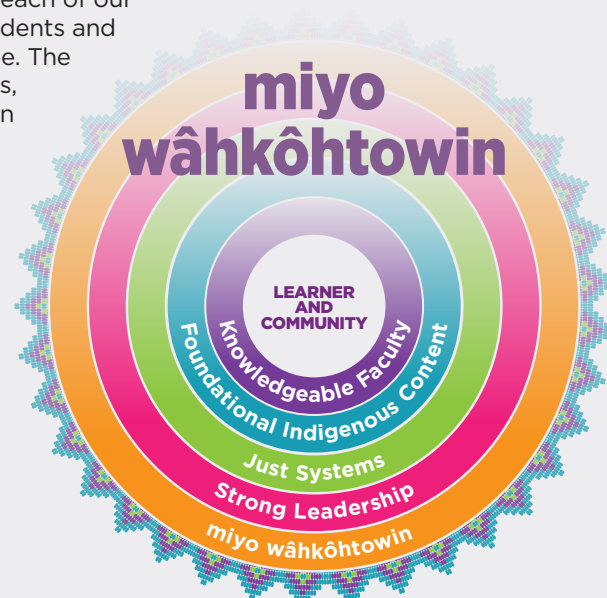 each of our
dents and
e. The
s,
n
miyo
wâhkôhtowin
LEARNER
AND
COMMUNITY
Knowledgeable Faculty
Foundational Indigenous Content
Just Systems
Strong Leadership
miyo wâhkôhtowin